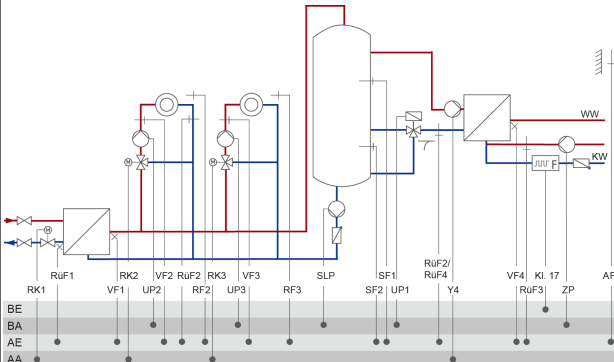 WW
KW
F
M
M
M
RüF1 RK2 VF2 RüF2 RK3 VF3 SLP SF1 RüF2/
RüF4 VF4 Kl. 17 AF
RK1 VF1 UP2 RF2 UP3 RF3 SF2 UP1 Y4 RüF3 ZP
BE
BA
AE
AA